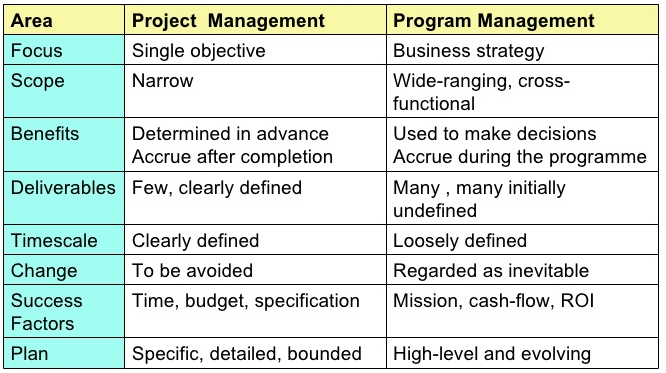 Area Project  Management Program Management
Focus Single objective Business strategy
Scope Narrow Wide-ranging, cross-
functional
Benefits Determined in advance Used to make decisions
Accrue after completion Accrue during the programme
Deliverables Few, clearly defined Many , many initially
undefined
Timescale Clearly defined Loosely defined
Change To be avoided Regarded as inevitable
Success Time, budget, specification Mission, cash-flow, ROI
Factors
Plan Specific, detailed, bounded High-level and evolving